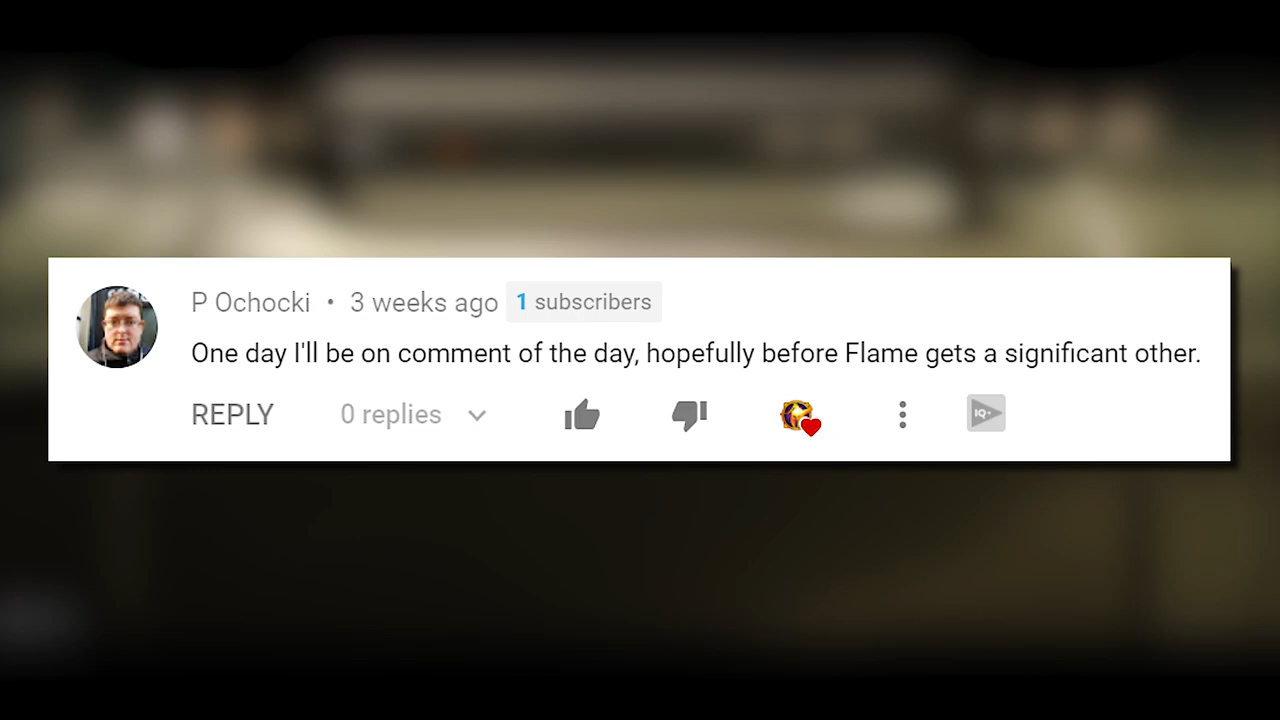 P Ochocki • 3 weeks ago 1 subscribers
One day I'll be on comment of the day, hopefully before Flame gets a significant other.
REPLY 0 replies IQ